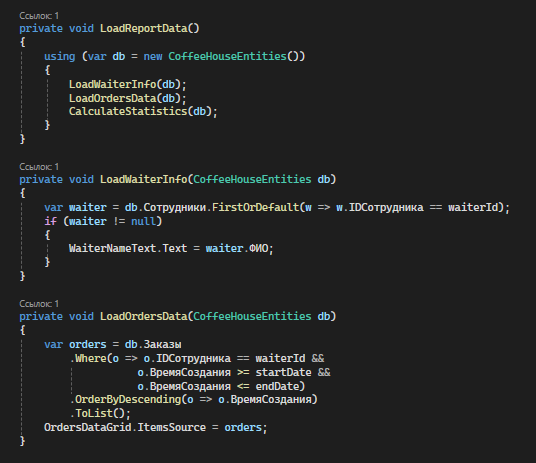 Ссылок: 1
private void LoadReportData()
{
    using (var db = new CoffeeHouseEntities())
    {
        LoadWaiterInfo(db);
        LoadOrdersData(db);
        CalculateStatistics(db);
    }
}
Ссылок: 1
private void LoadWaiterInfo(CoffeeHouseEntities db)
{
    var waiter = db.Сотрудники.FirstOrDefault(w => w.IDСотрудника == waiterId);
    if (waiter != null)
    {
        WaiterNameText.Text = waiter.ФИО;
    }
}
Ссылок: 1
private void LoadOrdersData(CoffeeHouseEntities db)
{
    var orders = db.Заказы
        .Where(o => o.IDСотрудника == waiterId &&
                   o.ВремяСоздания >= startDate &&
                   o.ВремяСоздания <= endDate)
        .OrderByDescending(o => o.ВремяСоздания)
        .ToList();
    OrdersDataGrid.ItemsSource = orders;
}